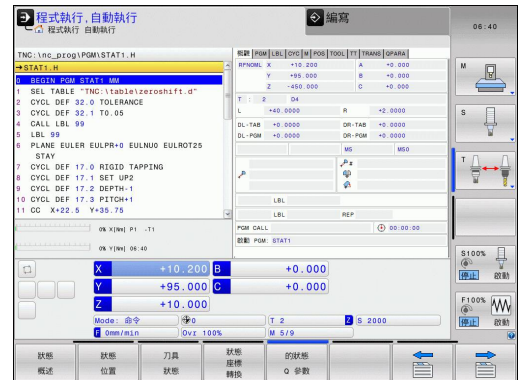 程式執行,自動執行
程式執行 自動執行
編寫
06:40
TNC:\nc_prog\PGM\STAT1.H
→STAT1.H
0 BEGIN PGM STAT1 MM
1 SEL TABLE "TNC:\table\zeroshift.d"
2 CYCL DEF 32.0 TOLERANCE
3 CYCL DEF 32.1 T0.05
4 CALL LBL 99
5 LBL 99
6 PLANE EULER EULPR+0 EULNU0 EULROT25
STAY
7 CYCL DEF 17.0 RIGID TAPPING
8 CYCL DEF 17.1 SET UP2
9 CYCL DEF 17.2 DEPTH-1
10 CYCL DEF 17.3 PITCH+1
11 CC X+22.5 Y+35.75
0% X[Nm] P1 -T1
0% Y[Nm] 06:40
概觀 PGM LBL CYC M POS TOOL TT TRANS QPARA
RFNOML X +10.200 A +0.000
Y +95.000 B +0.000
Z -450.000 C +0.000
T : 2 D4
L +40.0000 R +2.0000
DL-TAB +0.0000 DR-TAB +0.0000
DL-PGM +0.0000 DR-PGM +0.0000
M5 M50
LBL
LBL REP
PGM CALL 00:00:00
啟動 PGM: STAT1
X +10.200 B +0.000
Y +95.000 C +0.000
Z +10.000
Mode: 命令 0 T 2 Z S 2000
F 0mm/min Ovr 100% M 5/9
M
S
T
S100%
停止 啟動
F100%
停止 啟動
狀態 概述
狀態 位置
刀具 狀態
狀態 座標 轉換
的狀態 Q 參數